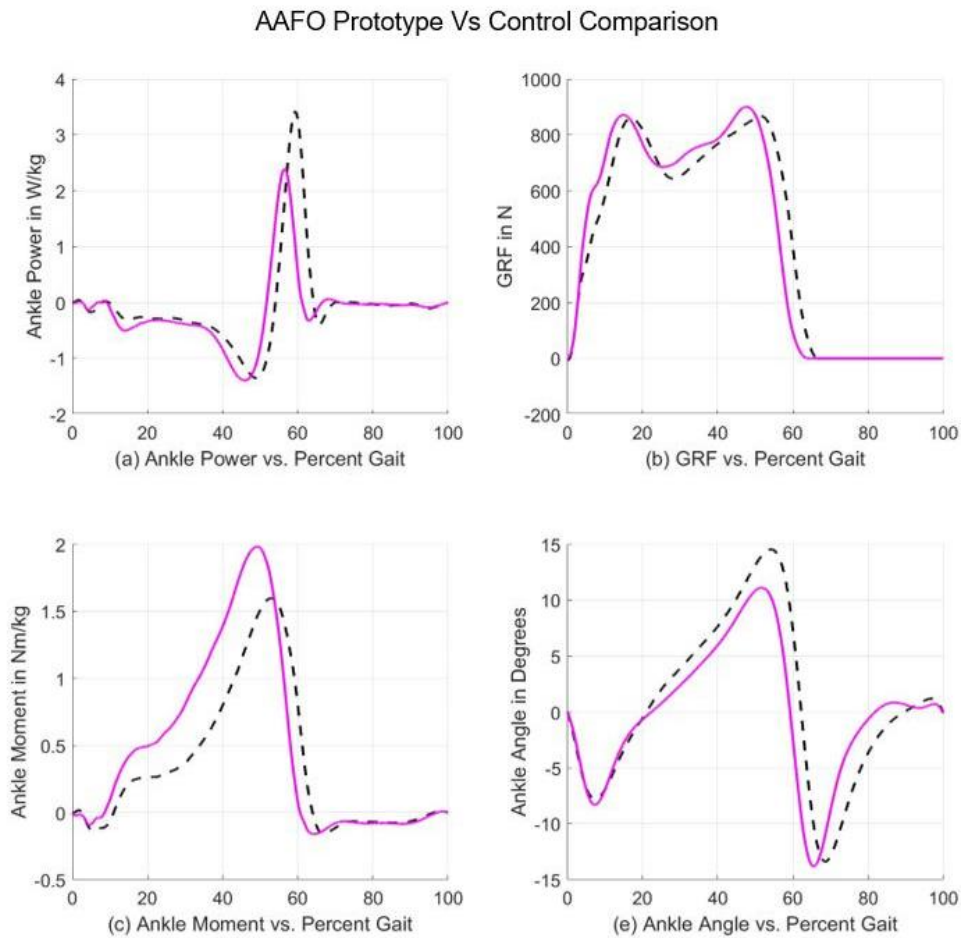 AAFO Prototype Vs Control Comparison
4
3
2
1
0
-1
-2
Ankle Power in W/kg
0 20 40 60 80 100
(a) Ankle Power vs. Percent Gait
1000
800
600
400
200
0
-200
GRF in N
0 20 40 60 80 100
(b) GRF vs. Percent Gait
2
1.5
1
0.5
0
-0.5
Ankle Moment in Nm/kg
0 20 40 60 80 100
(c) Ankle Moment vs. Percent Gait
15
10
5
0
-5
-10
-15
Ankle Angle in Degrees
0 20 40 60 80 100
(e) Ankle Angle vs. Percent Gait